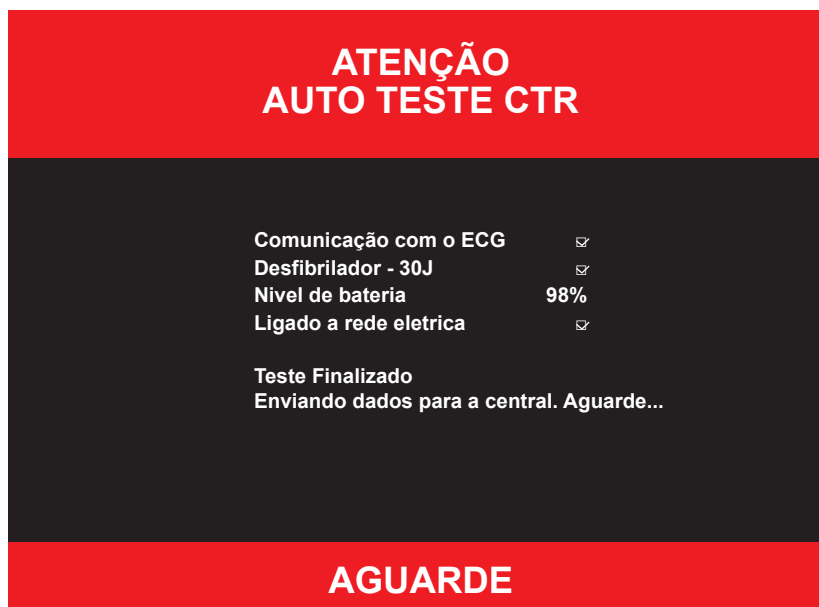 ATENÇÃO
AUTO TESTE CTR
Comunicação com o ECG ☑
Desfibrilador - 30J ☑
Nivel de bateria 98%
Ligado a rede eletrica ☑
Teste Finalizado
Enviando dados para a central. Aguarde...
AGUARDE